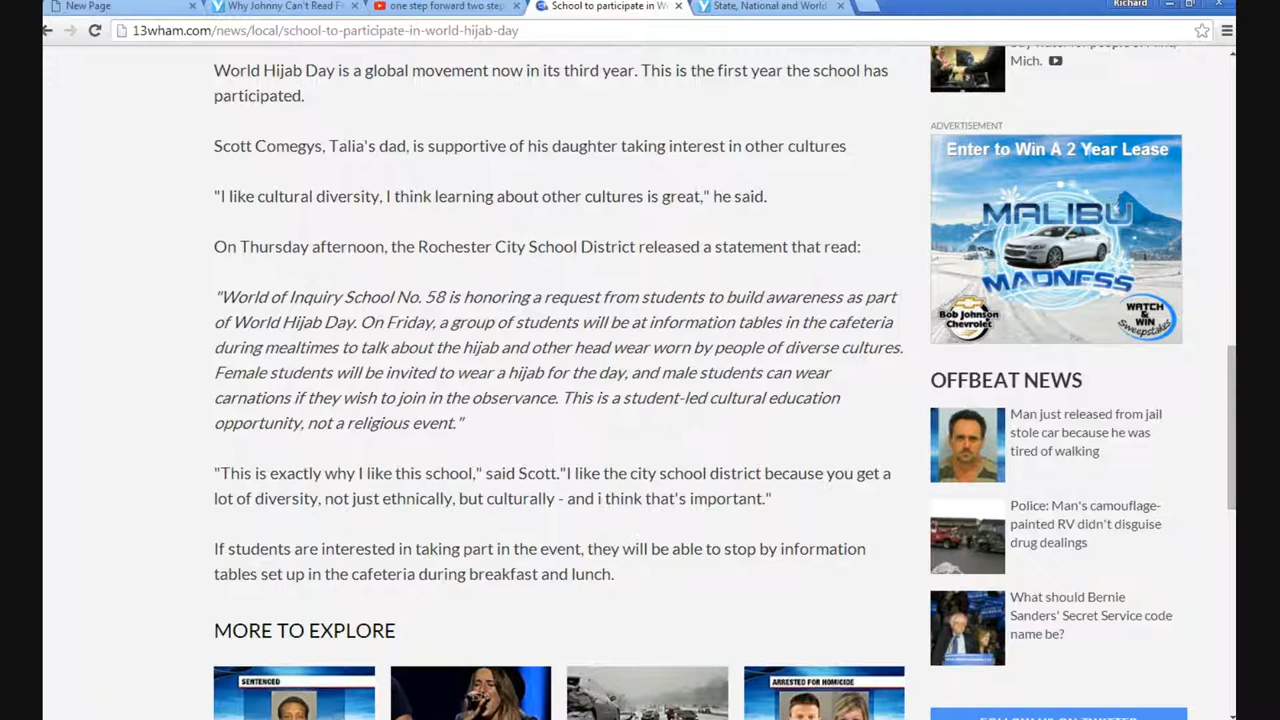 New Page
Why Johnny Can't Read F
one step forward two step
School to participate in Wo
State, National and World
Richard
13wham.com/news/local/school-to-participate-in-world-hijab-day
World Hijab Day is a global movement now in its third year. This is the first year the school has
participated.
Scott Comegys, Talia's dad, is supportive of his daughter taking interest in other cultures
"I like cultural diversity, I think learning about other cultures is great," he said.
On Thursday afternoon, the Rochester City School District released a statement that read:
"World of Inquiry School No. 58 is honoring a request from students to build awareness as part
of World Hijab Day. On Friday, a group of students will be at information tables in the cafeteria
during mealtimes to talk about the hijab and other head wear worn by people of diverse cultures.
Female students will be invited to wear a hijab for the day, and male students can wear
carnations if they wish to join in the observance. This is a student-led cultural education
opportunity, not a religious event."
"This is exactly why I like this school," said Scott."I like the city school district because you get a
lot of diversity, not just ethnically, but culturally - and i think that's important."
If students are interested in taking part in the event, they will be able to stop by information
tables set up in the cafeteria during breakfast and lunch.
MORE TO EXPLORE
SENTENCED
ARRESTED FOR HOMICIDE
Mich.
ADVERTISEMENT
Enter to Win A 2 Year Lease
MALIBU
MADNESS
Bob Johnson
Chevrolet
WATCH
& WIN
Sweepstakes
OFFBEAT NEWS
Man just released from jail
stole car because he was
tired of walking
Police: Man's camouflage-
painted RV didn't disguise
drug dealings
What should Bernie
Sanders' Secret Service code
name be?
FOLLOW US ON TWITTER